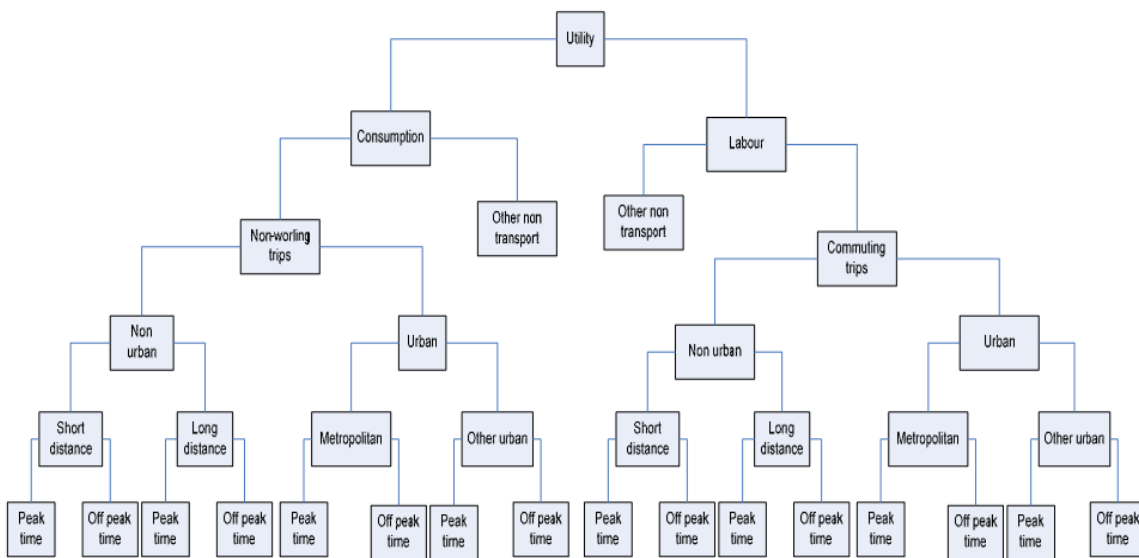 Utility
Consumption
Labour
Other non
transport
Other non
transport
Non-worling
trips
Commuting
trips
Non
urban
Urban
Non urban
Urban
Short
distance
Long
distance
Metropolitan
Other urban
Short
distance
Long
distance
Metropolitan
Other urban
Peak
time
Off peak
time
Peak
time
Off peak
time
Peak
time
Off peak
time
Peak
time
Off peak
time
Peak
time
Off peak
time
Peak
time
Off peak
time
Peak
time
Off peak
time
Peak
time
Off peak
time